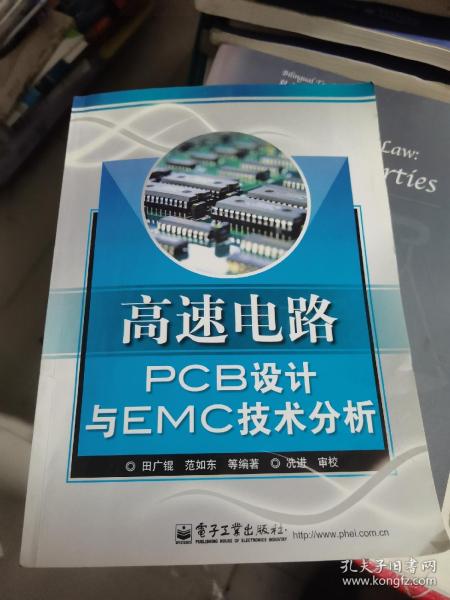 Bilingual
Law:
rties
高速电路
PCB设计
与EMC技术分析
◎ 田广锟 范如东 等编著 ◎ 冼进 审校
電子工業出版社
PUBLISHING HOUSE OF ELECTRONICS INDUSTRY
http://www.phei.com.cn
孔夫子旧书网
www.kongfz.com